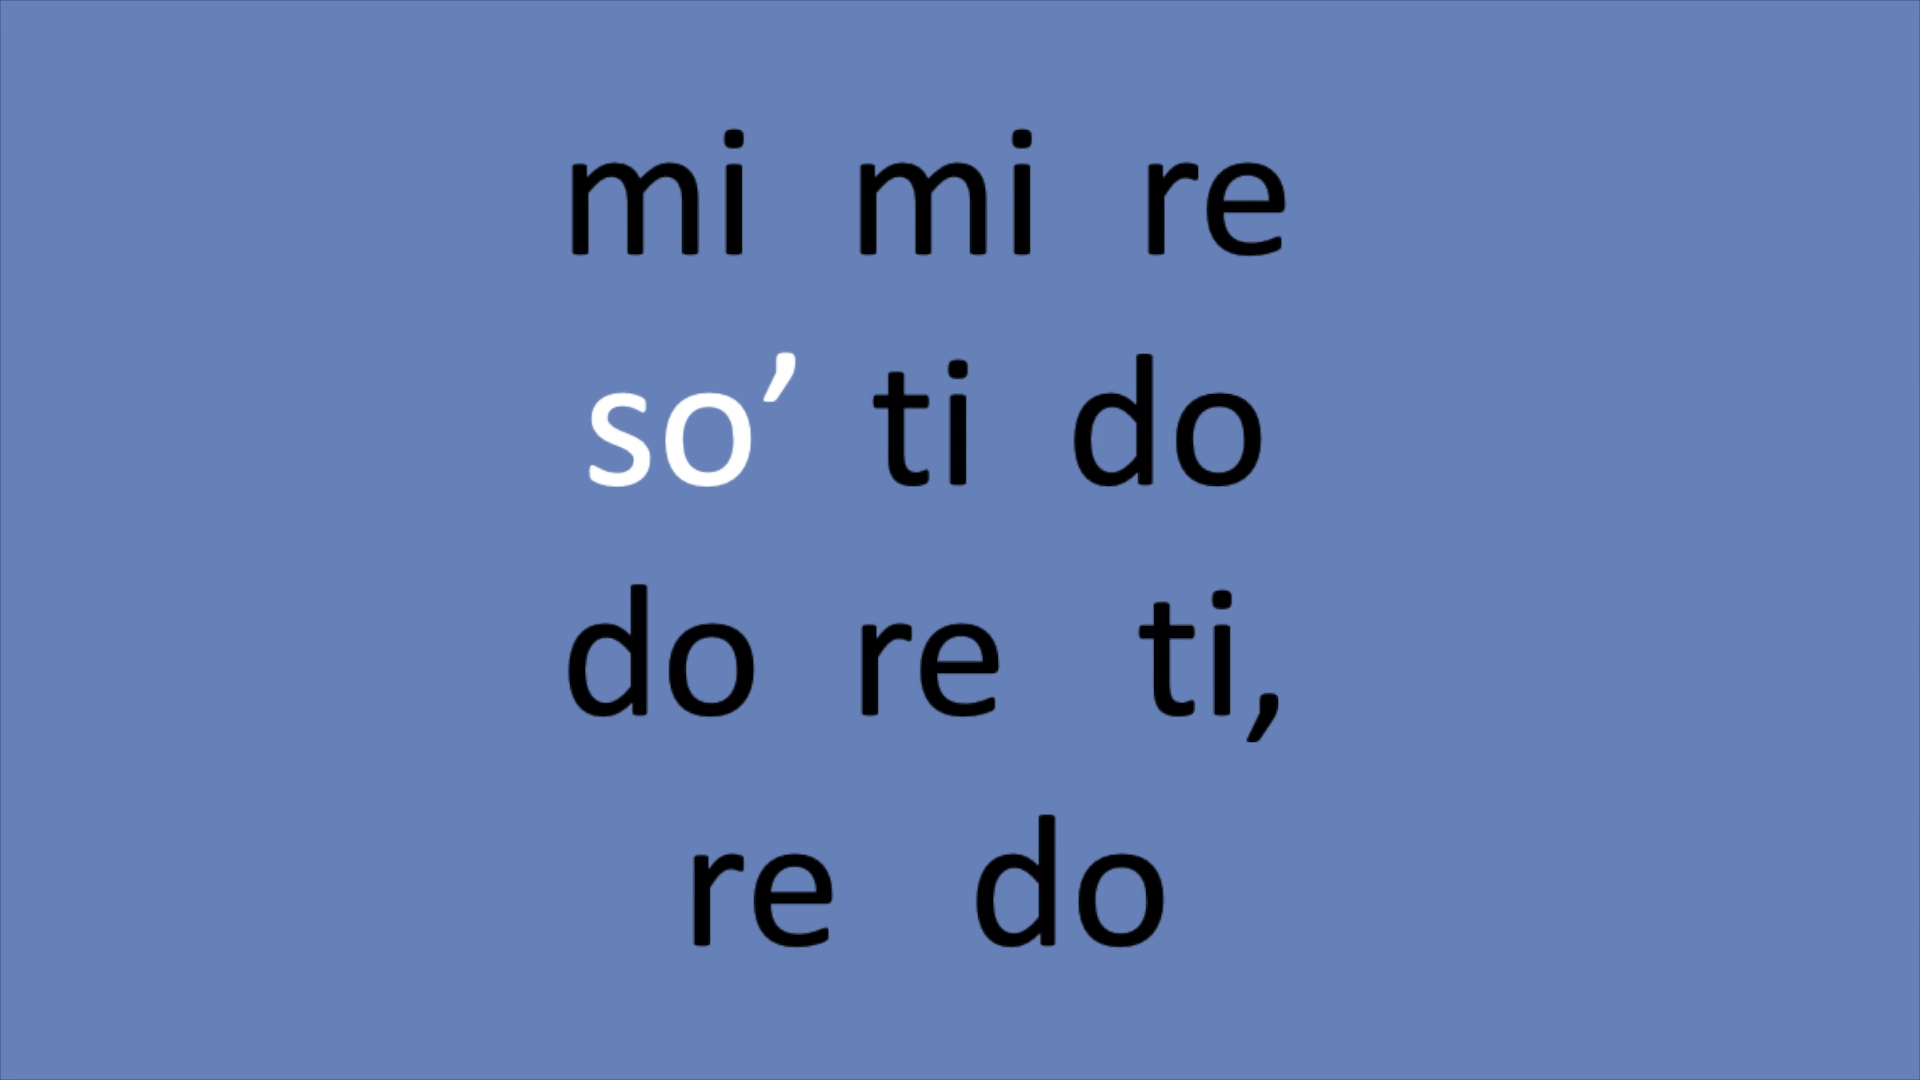 mi mi re
so’ ti do
do re ti,
re do